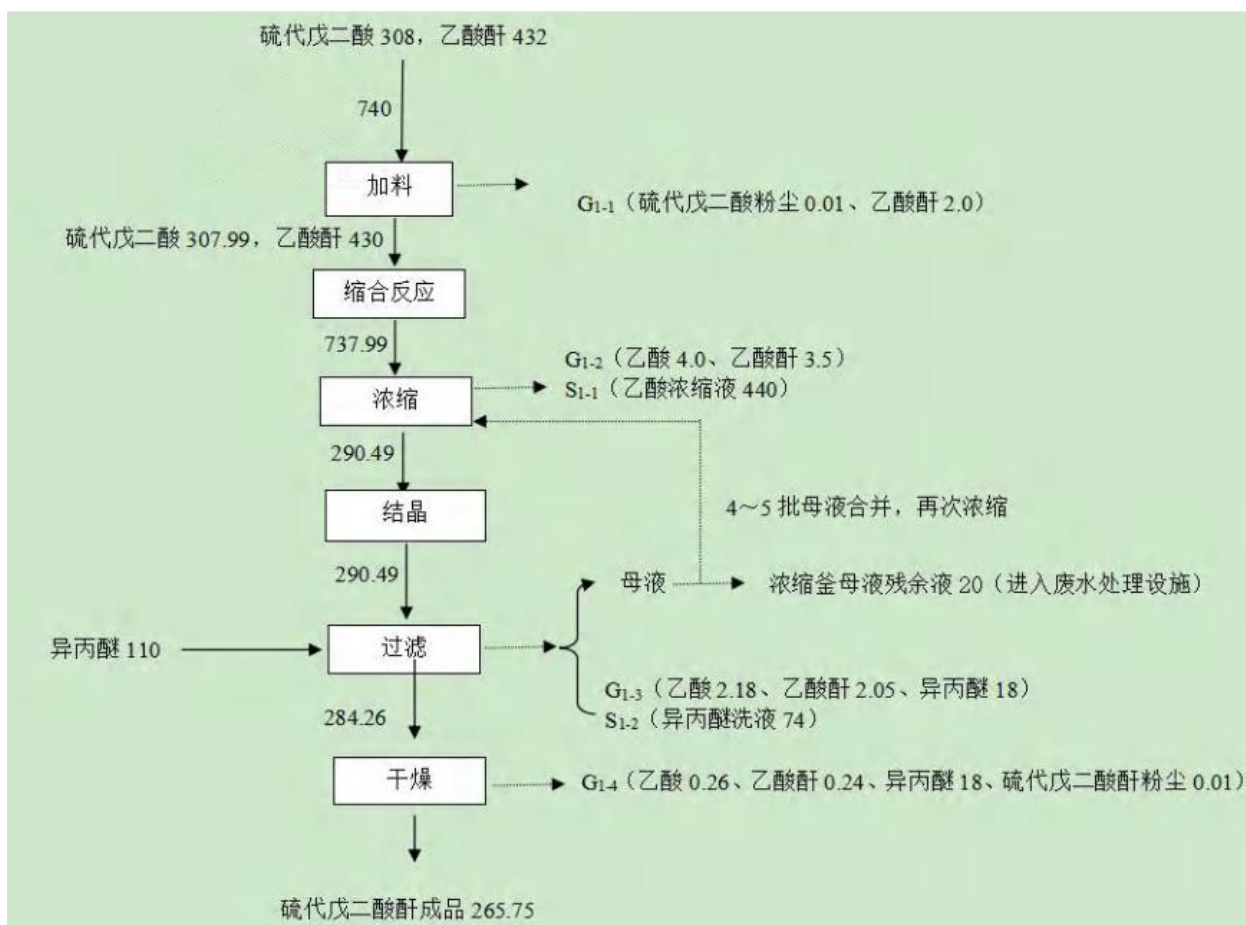 硫代戊二酸 308，乙酸酐 432
740
加料
G1-1（硫代戊二酸粉尘 0.01、乙酸酐 2.0）
硫代戊二酸 307.99，乙酸酐 430
缩合反应
737.99
G1-2（乙酸 4.0、乙酸酐 3.5）
S1-1（乙酸浓缩液 440）
浓缩
290.49
4～5 批母液合并，再次浓缩
结晶
290.49
母液
浓缩釜母液残余液 20（进入废水处理设施）
异丙醚 110
过滤
G1-3（乙酸 2.18、乙酸酐 2.05、异丙醚 18）
S1-2（异丙醚洗液 74）
284.26
干燥
G1-4（乙酸 0.26、乙酸酐 0.24、异丙醚 18、硫代戊二酸酐粉尘 0.01）
硫代戊二酸酐成品 265.75